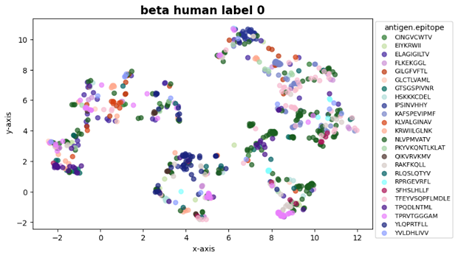 beta human label 0
antigen.epitope
CINGVCWTV
EIYKRWII
ELAGIGILTV
FLKEKGGL
GILGFVFTL
GLCTLVAML
GTSGSPIVNR
HSKKKCDEL
IPSINVHHY
KAFSPEVIPMF
KLVALGINAV
KRWIILGLNK
NLVPMVATV
PKYVKQNTLKLAT
QIKVRVKMV
RAKFKQLL
RLQSLQTYV
RPRGEVRFL
SFHSLHLLF
TFEYVSQPFLMDLE
TPQDLNTML
TPRVTGGGAM
YLQPRTFLL
YVLDHLIVV
10
8
6
4
2
0
−2
y-axis
−2 0 2 4 6 8 10 12
x-axis